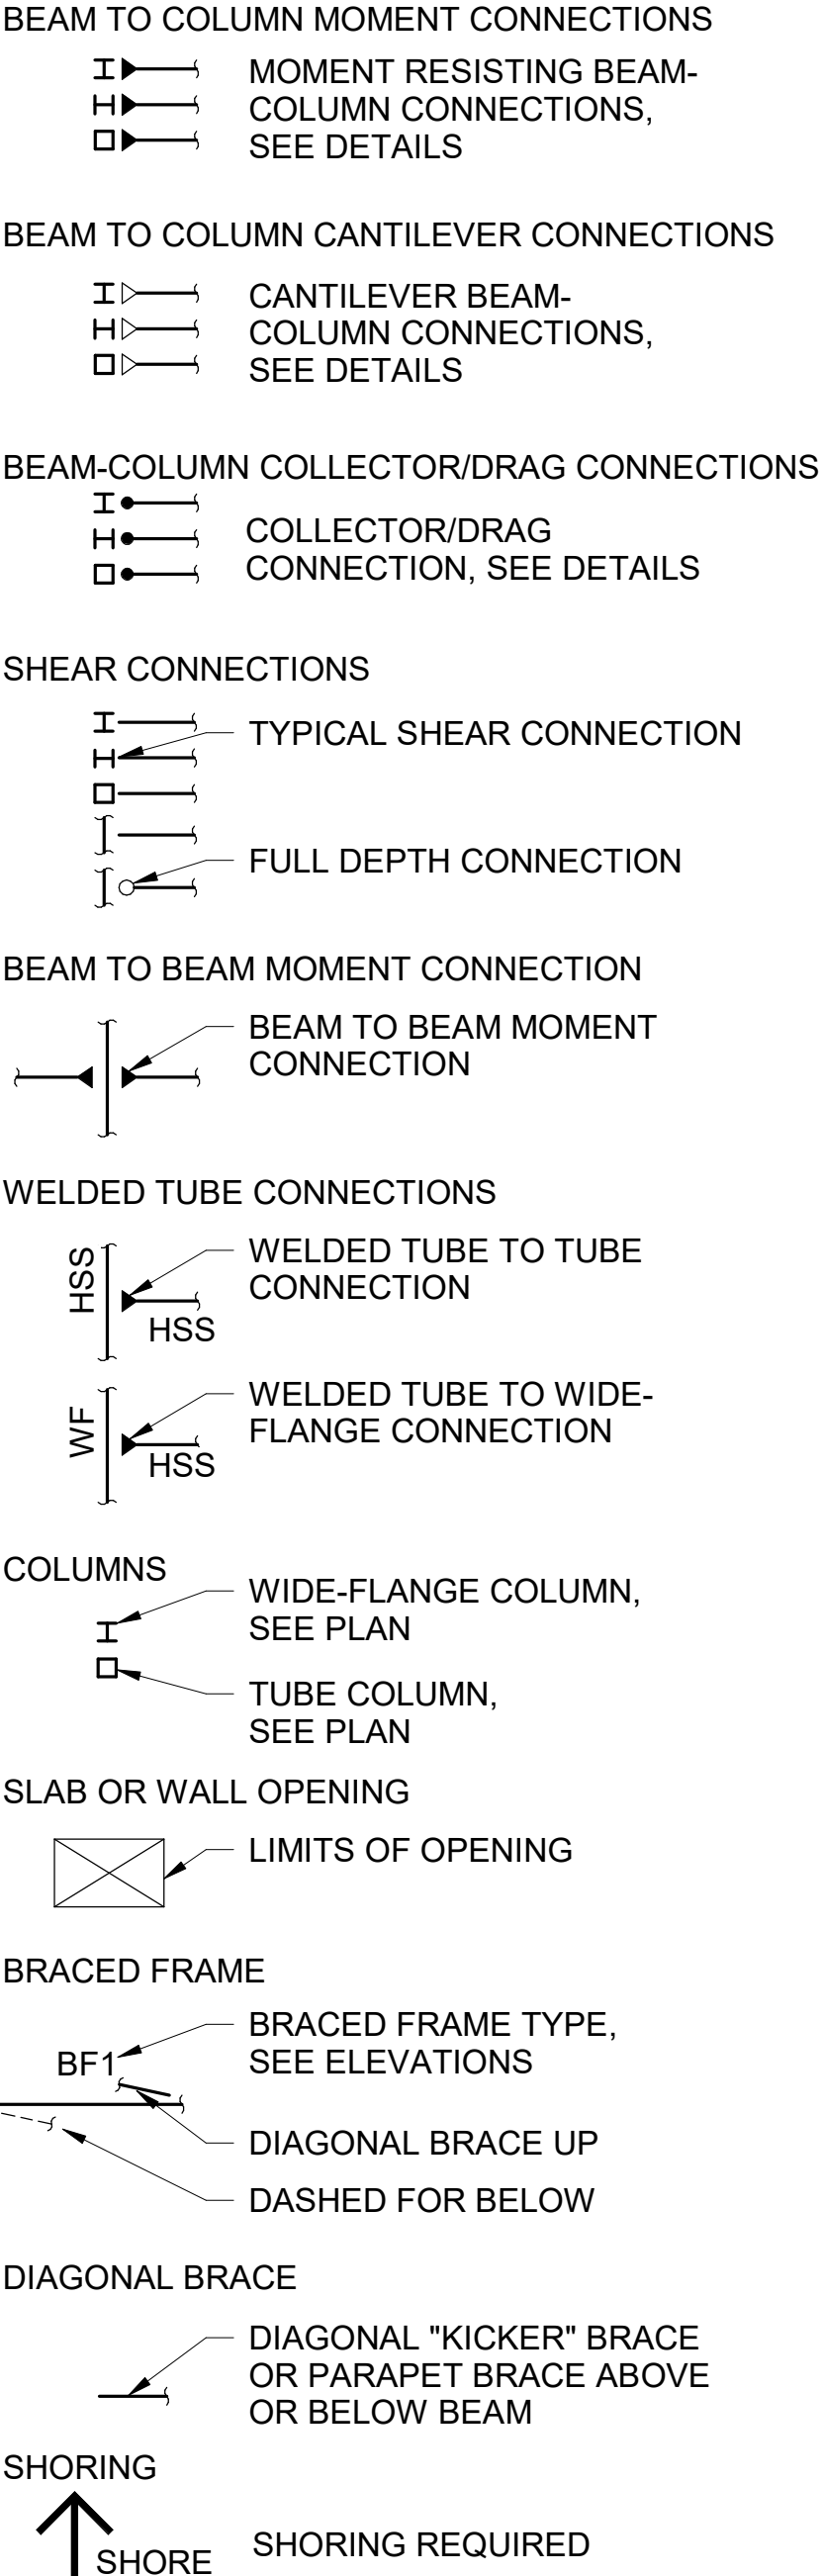 BEAM TO COLUMN MOMENT CONNECTIONS
MOMENT RESISTING BEAM-
COLUMN CONNECTIONS,
SEE DETAILS
BEAM TO COLUMN CANTILEVER CONNECTIONS
CANTILEVER BEAM-
COLUMN CONNECTIONS,
SEE DETAILS
BEAM-COLUMN COLLECTOR/DRAG CONNECTIONS
COLLECTOR/DRAG
CONNECTION, SEE DETAILS
SHEAR CONNECTIONS
TYPICAL SHEAR CONNECTION
FULL DEPTH CONNECTION
BEAM TO BEAM MOMENT CONNECTION
BEAM TO BEAM MOMENT
CONNECTION
WELDED TUBE CONNECTIONS
HSS
WELDED TUBE TO TUBE
CONNECTION
HSS
WF
WELDED TUBE TO WIDE-
FLANGE CONNECTION
HSS
COLUMNS
WIDE-FLANGE COLUMN,
SEE PLAN
TUBE COLUMN,
SEE PLAN
SLAB OR WALL OPENING
LIMITS OF OPENING
BRACED FRAME
BF1
BRACED FRAME TYPE,
SEE ELEVATIONS
DIAGONAL BRACE UP
DASHED FOR BELOW
DIAGONAL BRACE
DIAGONAL "KICKER" BRACE
OR PARAPET BRACE ABOVE
OR BELOW BEAM
SHORING
SHORE
SHORING REQUIRED